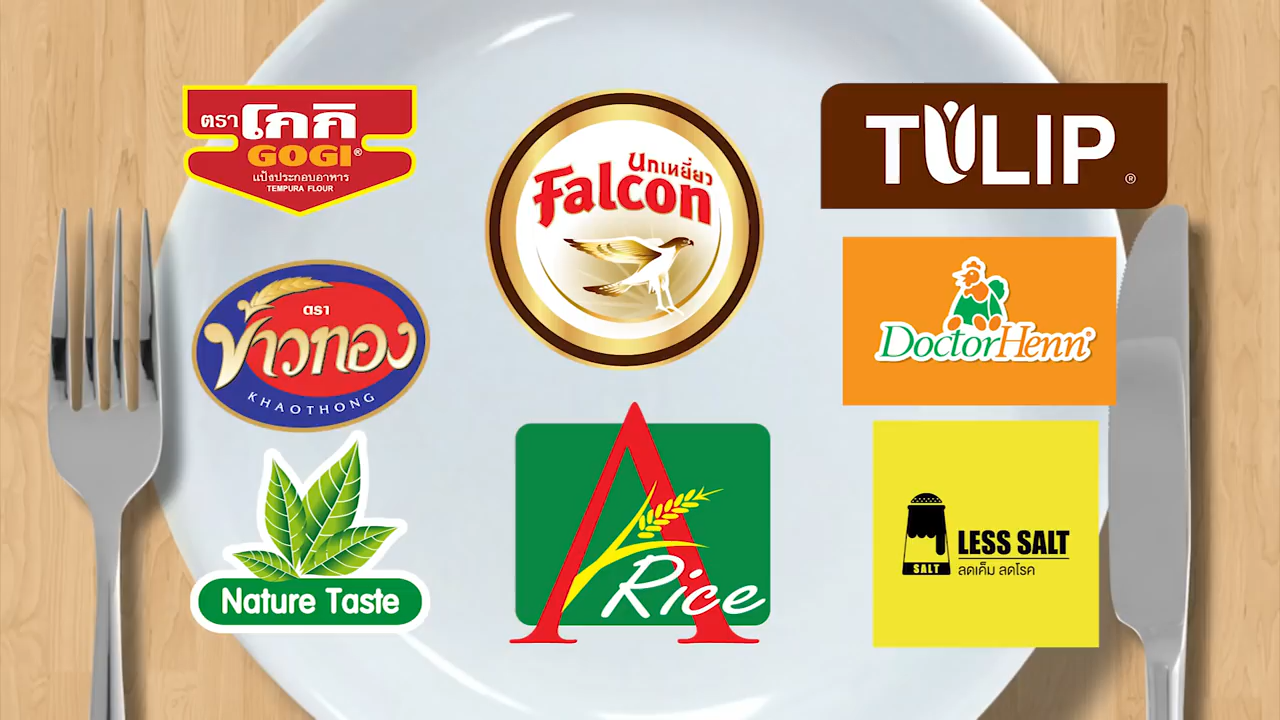 ตรา โกกิ
GOGI®
แป้งประกอบอาหาร
TEMPURA FLOUR
นกเหยี่ยว
Falcon
TULIP ®
ตรา
ข้าวทอง
KHAOTHONG
DoctorHenn®
Nature Taste
A Rice
SALT
LESS SALT
ลดเค็ม ลดโรค